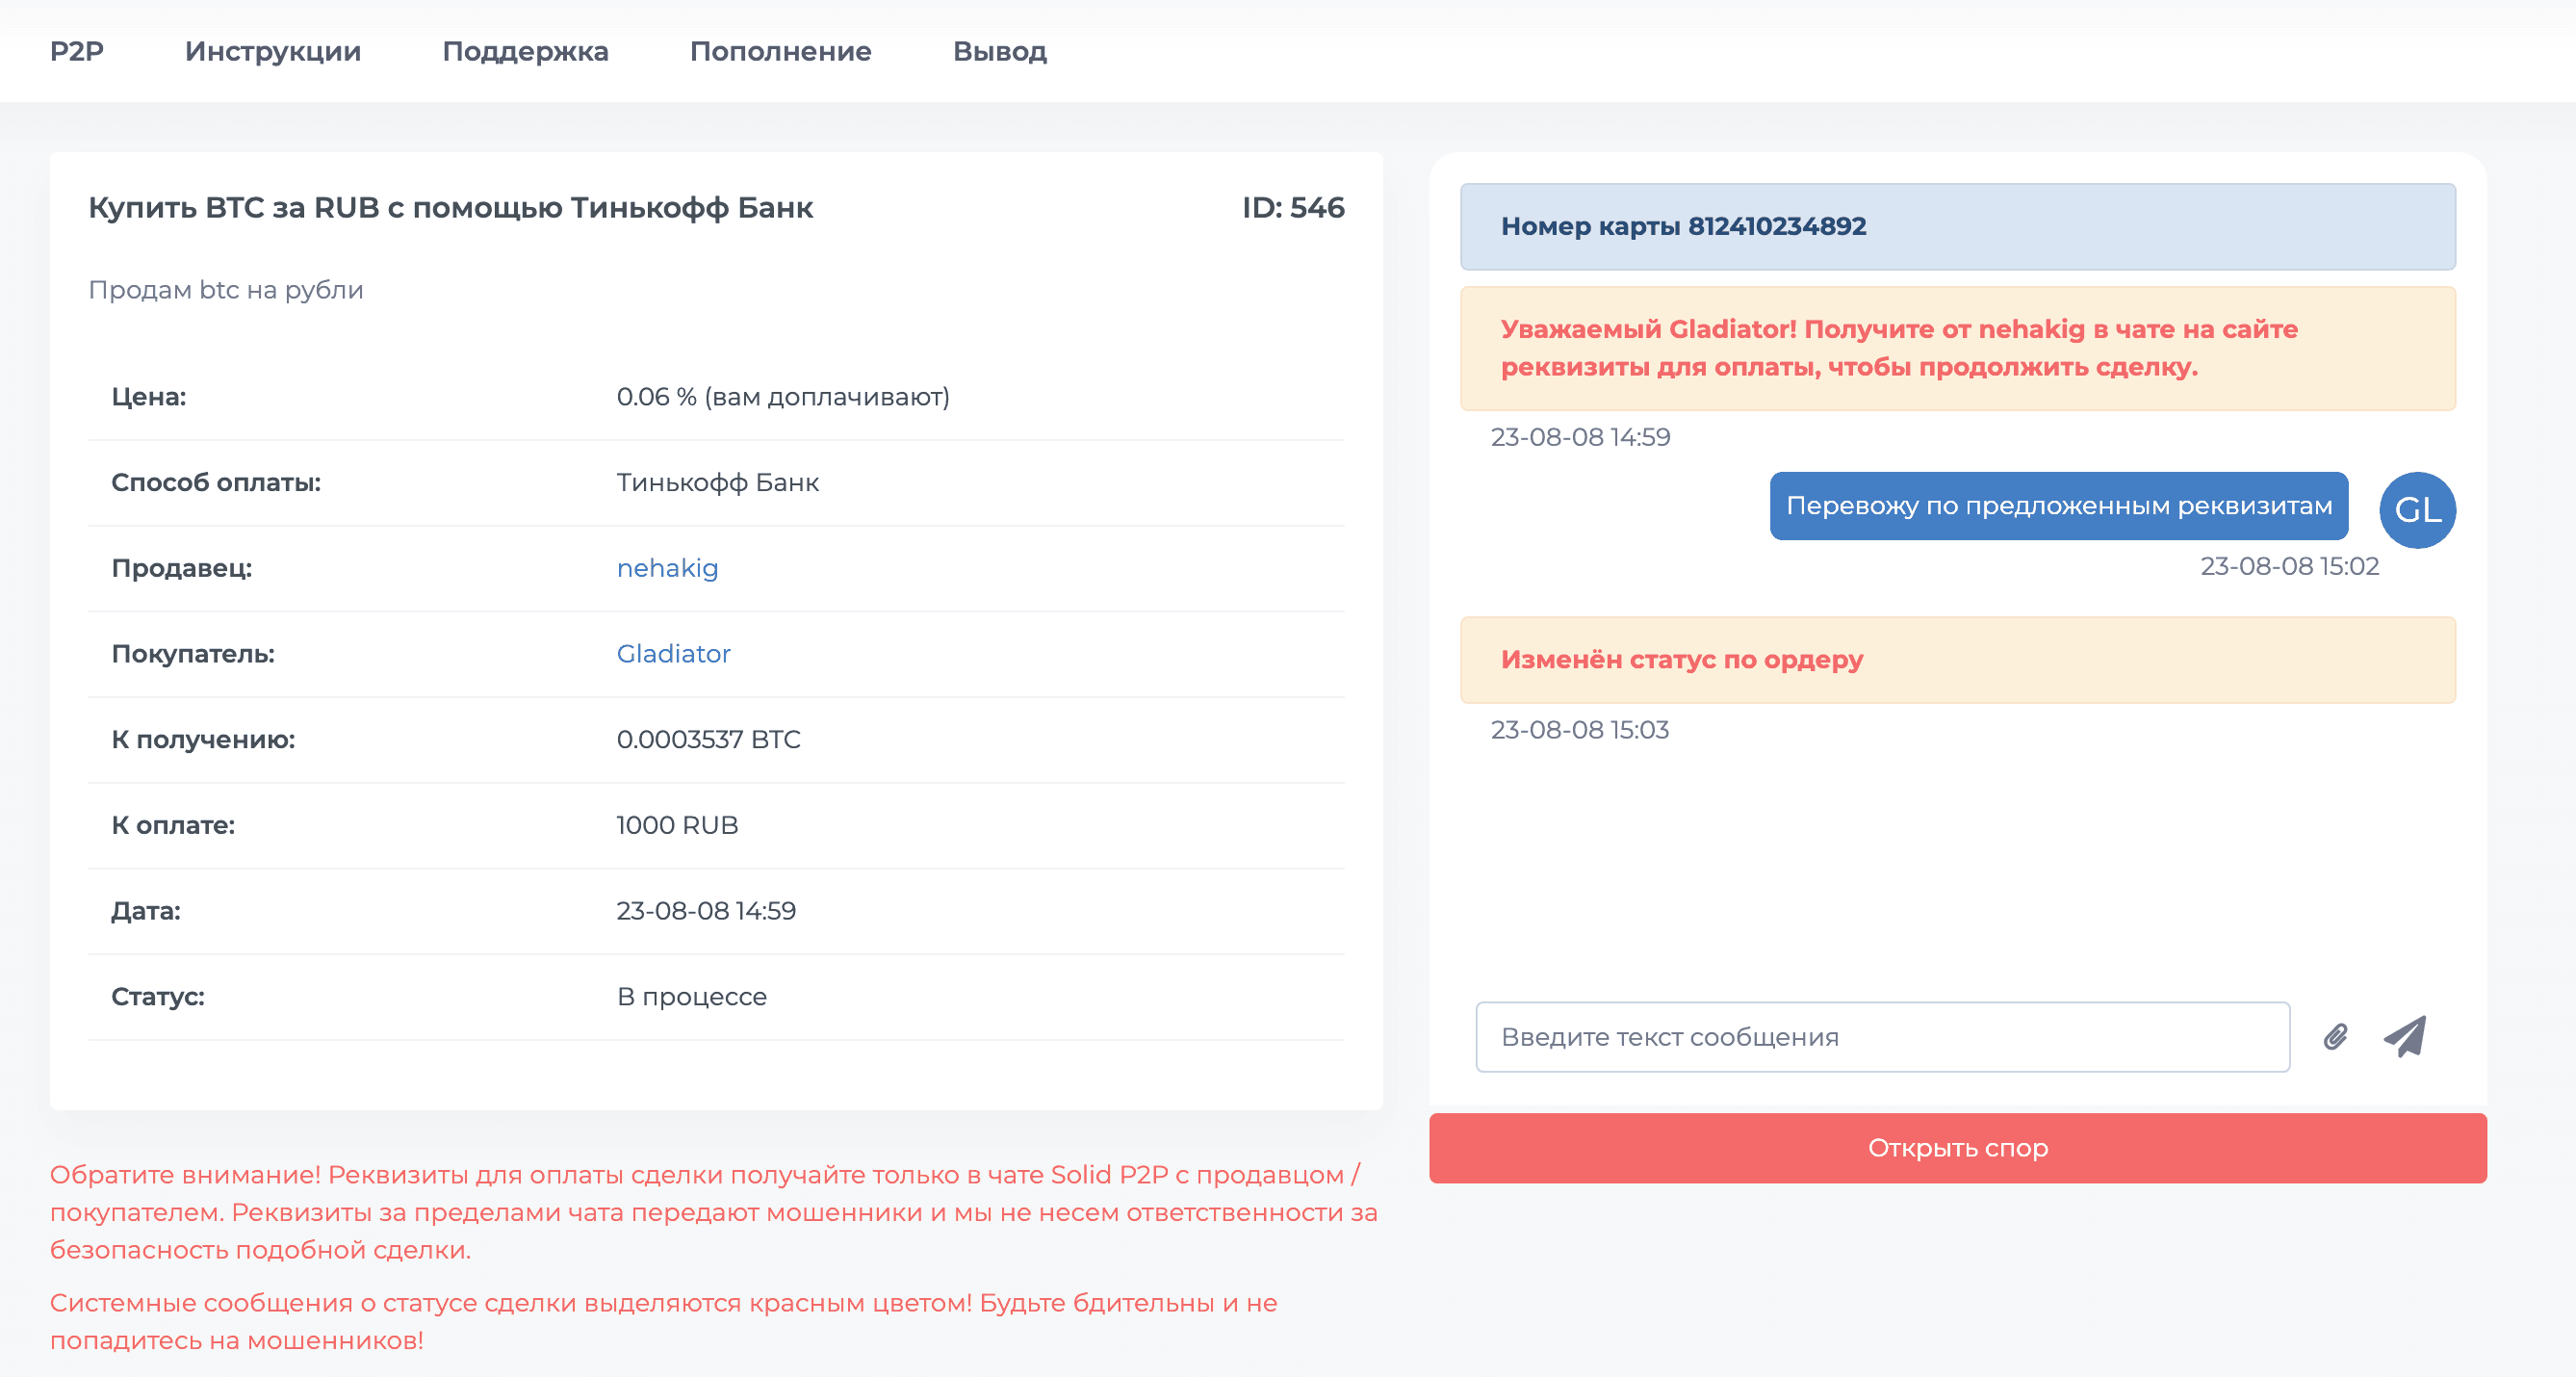 P2P Инструкции Поддержка Пополнение Вывод
Купить BTC за RUB с помощью Тинькофф Банк ID: 546
Продам btc на рубли
Цена: 0.06 % (вам доплачивают)
Способ оплаты: Тинькофф Банк
Продавец: nehakig
Покупатель: Gladiator
К получению: 0.0003537 BTC
К оплате: 1000 RUB
Дата: 23-08-08 14:59
Статус: В процессе
Обратите внимание! Реквизиты для оплаты сделки получайте только в чате Solid P2P с продавцом /
покупателем. Реквизиты за пределами чата передают мошенники и мы не несем ответственности за
безопасность подобной сделки.
Системные сообщения о статусе сделки выделяются красным цветом! Будьте бдительны и не
попадитесь на мошенников!
Номер карты 812410234892
Уважаемый Gladiator! Получите от nehakig в чате на сайте
реквизиты для оплаты, чтобы продолжить сделку.
23-08-08 14:59
Перевожу по предложенным реквизитам
GL
23-08-08 15:02
Изменён статус по ордеру
23-08-08 15:03
Введите текст сообщения
Открыть спор